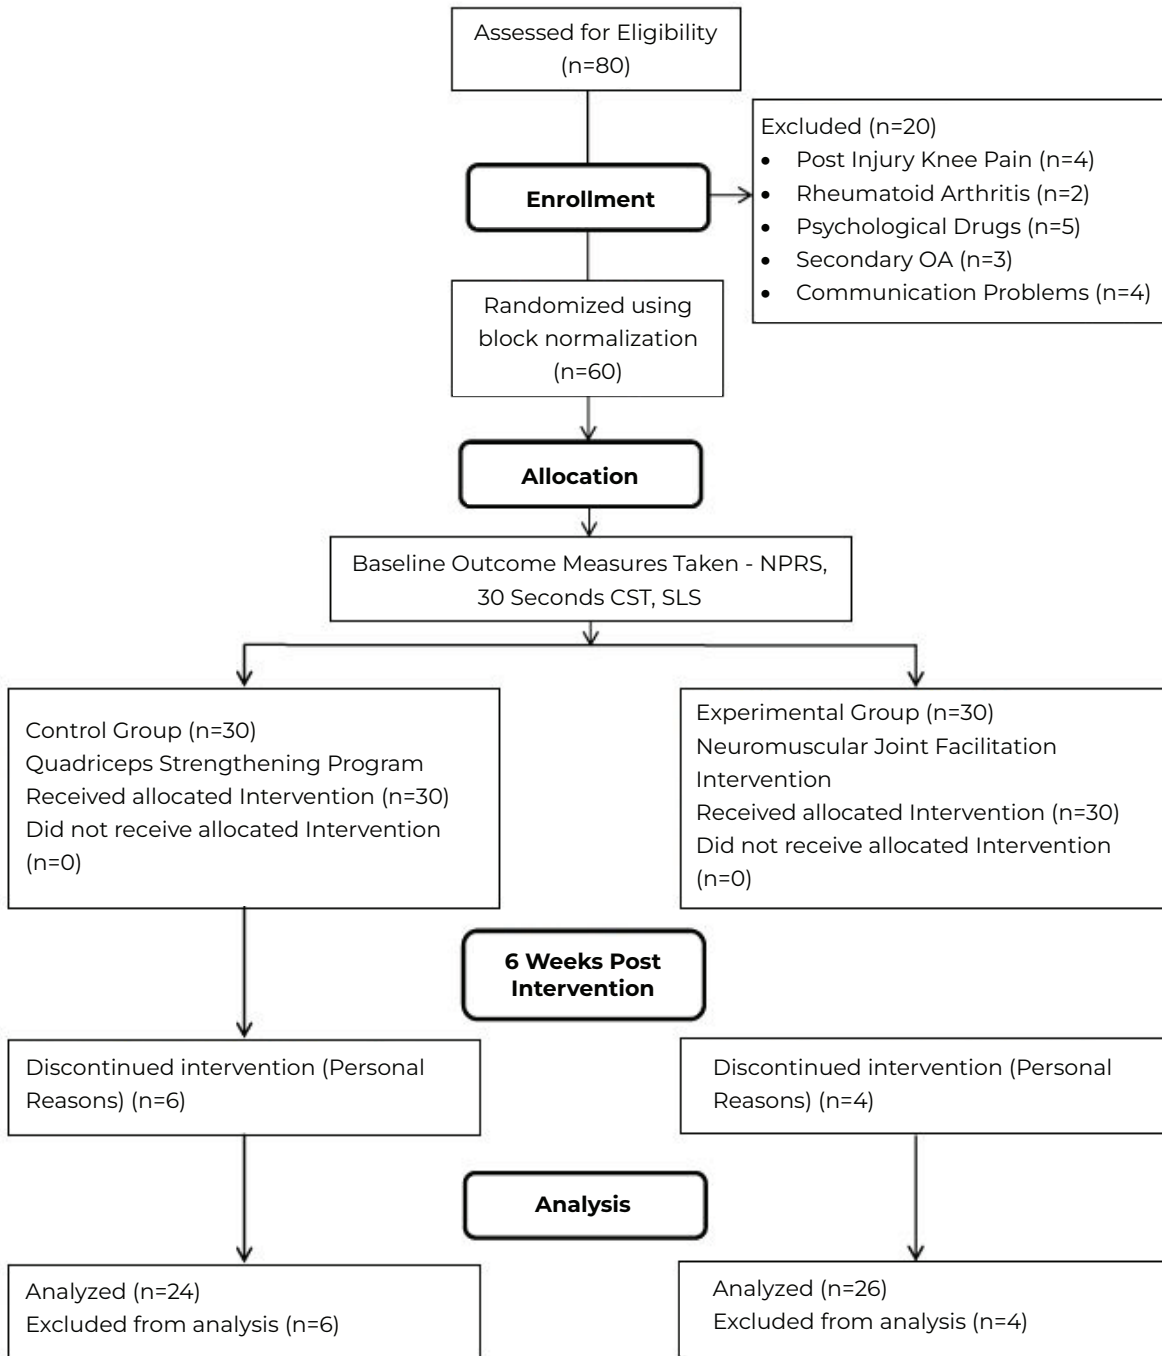 Assessed for Eligibility
(n=80)
Excluded (n=20)
• Post Injury Knee Pain (n=4)
• Rheumatoid Arthritis (n=2)
• Psychological Drugs (n=5)
• Secondary OA (n=3)
• Communication Problems (n=4)
Enrollment
Randomized using
block normalization
(n=60)
Allocation
Baseline Outcome Measures Taken - NPRS,
30 Seconds CST, SLS
Control Group (n=30)
Quadriceps Strengthening Program
Received allocated Intervention (n=30)
Did not receive allocated Intervention
(n=0)
Experimental Group (n=30)
Neuromuscular Joint Facilitation
Intervention
Received allocated Intervention (n=30)
Did not receive allocated Intervention
(n=0)
6 Weeks Post
Intervention
Discontinued intervention (Personal
Reasons) (n=6)
Discontinued intervention (Personal
Reasons) (n=4)
Analysis
Analyzed (n=24)
Excluded from analysis (n=6)
Analyzed (n=26)
Excluded from analysis (n=4)